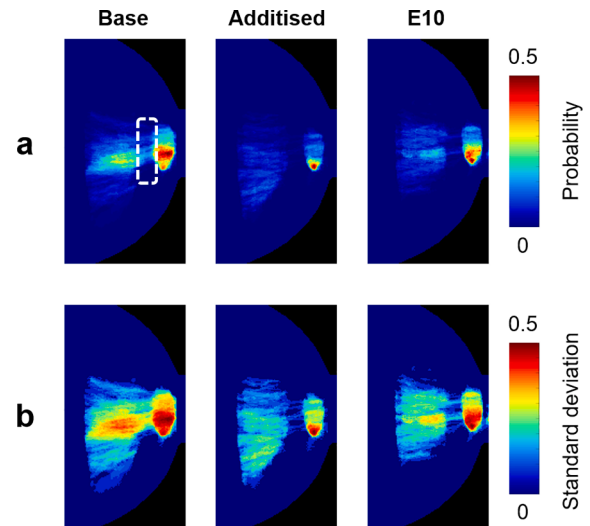 Base Additised E10
a
0.5
Probability
0
b
0.5
Standard deviation
0